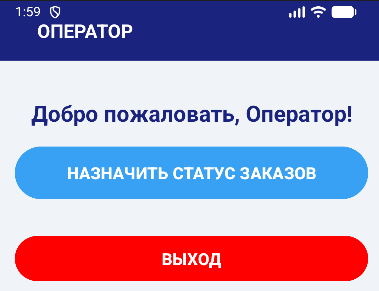 1:59
ОПЕРАТОР
Добро пожаловать, Оператор!
НАЗНАЧИТЬ СТАТУС ЗАКАЗОВ
ВЫХОД